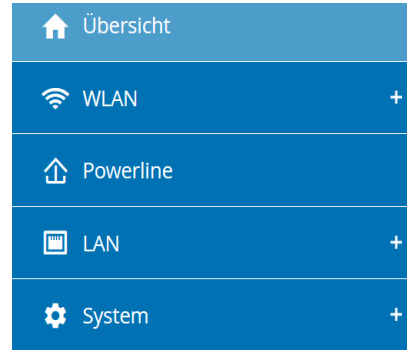 Übersicht
WLAN +
Powerline
LAN +
System +